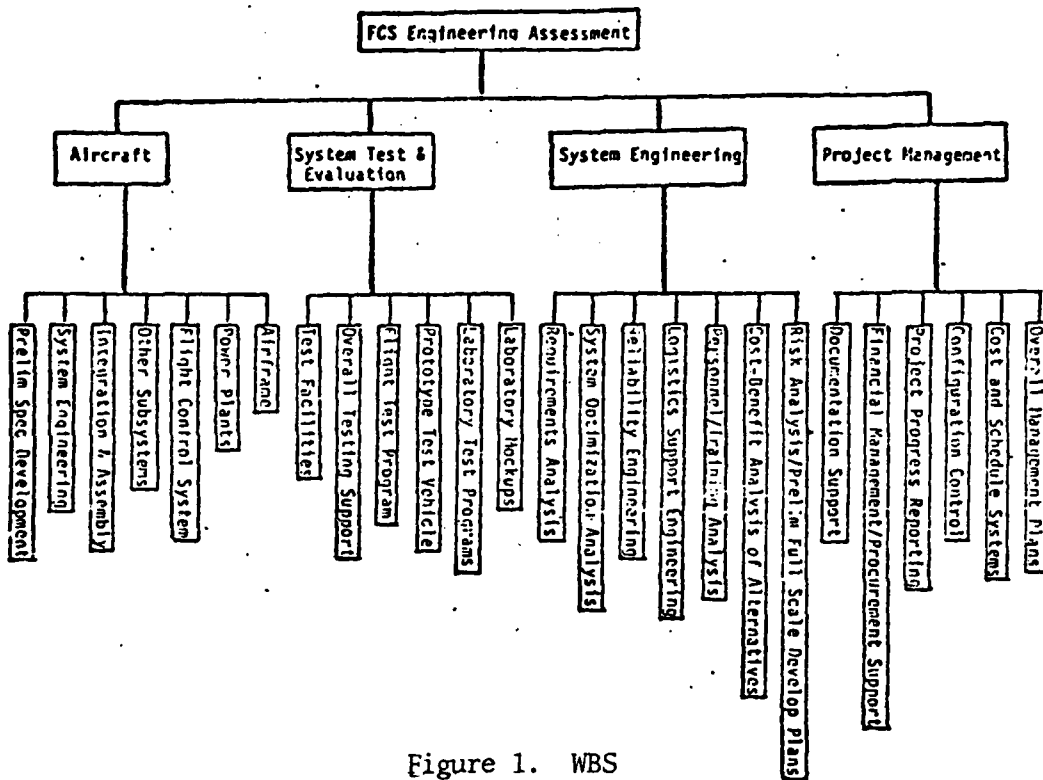 FCS Engineering Assessment
Aircraft
System Test &
Evaluation
System Engineering
Project Management
Prelim Spec Development
System Engineering
Integration & Assembly
Other Subsystems
Flight Control System
Power Plants
Airframe
Test Facilities
Overall Testing Support
Flight Test Program
Prototype Test Vehicle
Laboratory Test Programs
Laboratory Mockups
Requirements Analysis
System Optimization Analysis
Reliability Engineering
Logistics Support Engineering
Personnel/Training Analysis
Cost-Benefit Analysis of Alternatives
Risk Analysis/Prelim Full Scale Develop Plans
Documentation Support
Financial Management/Procurement Support
Project Progress Reporting
Configuration Control
Cost and Schedule Systems
Overall Management Plans
Figure 1. WBS